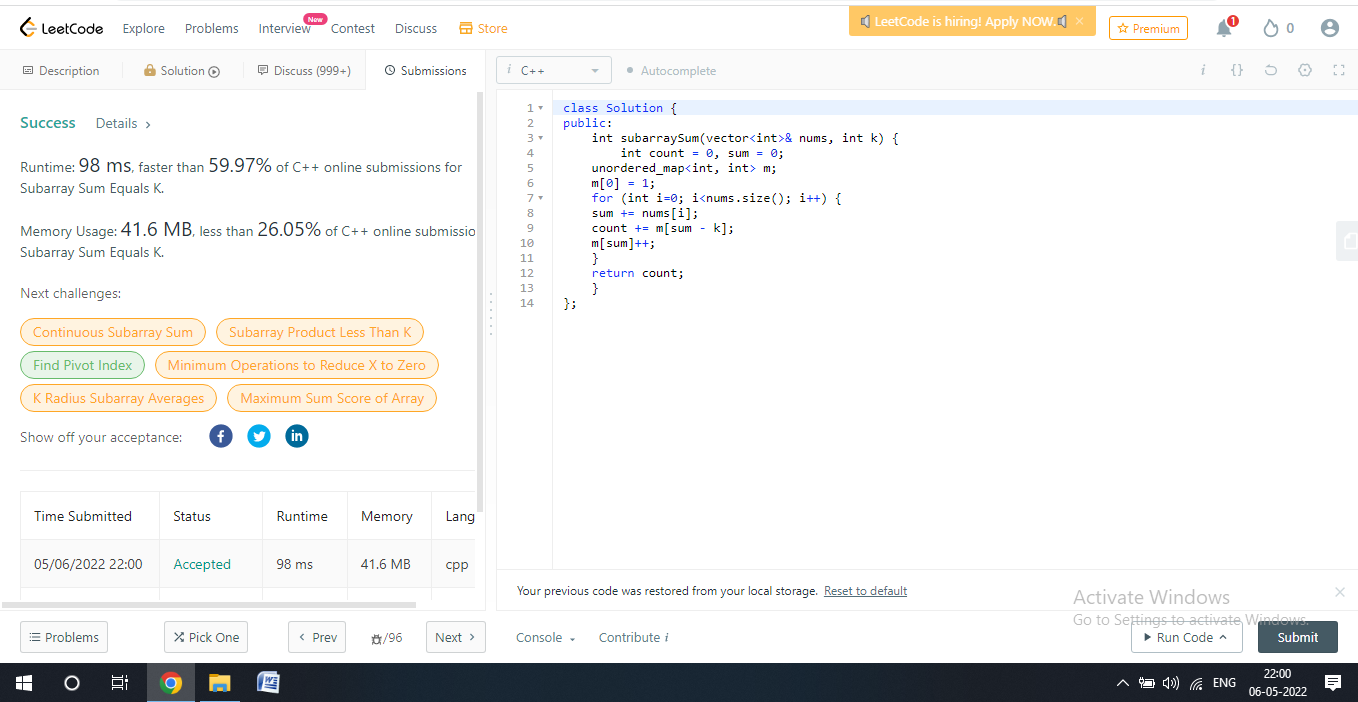 LeetCode Explore Problems Interview New Contest Discuss Store
LeetCode is hiring! Apply NOW. ×
Premium 1 0
Description Solution Discuss (999+) Submissions
i C++ Autocomplete i {}
Success Details >
Runtime: 98 ms, faster than 59.97% of C++ online submissions for
Subarray Sum Equals K.
Memory Usage: 41.6 MB, less than 26.05% of C++ online submissio
Subarray Sum Equals K.
Next challenges:
Continuous Subarray Sum Subarray Product Less Than K
Find Pivot Index Minimum Operations to Reduce X to Zero
K Radius Subarray Averages Maximum Sum Score of Array
Show off your acceptance: f in
Time Submitted Status Runtime Memory Lang
05/06/2022 22:00 Accepted 98 ms 41.6 MB cpp
1 class Solution {
2 public:
3 int subarraySum(vector<int>& nums, int k) {
4 int count = 0, sum = 0;
5 unordered_map<int, int> m;
6 m[0] = 1;
7 for (int i=0; i<nums.size(); i++) {
8 sum += nums[i];
9 count += m[sum - k];
10 m[sum]++;
11 }
12 return count;
13 }
14 };
Your previous code was restored from your local storage. Reset to default ×
Activate Windows
Go to Settings to activate Windows.
Problems Pick One < Prev /96 Next > Console Contribute i Run Code Submit
W ENG 22:00
06-05-2022